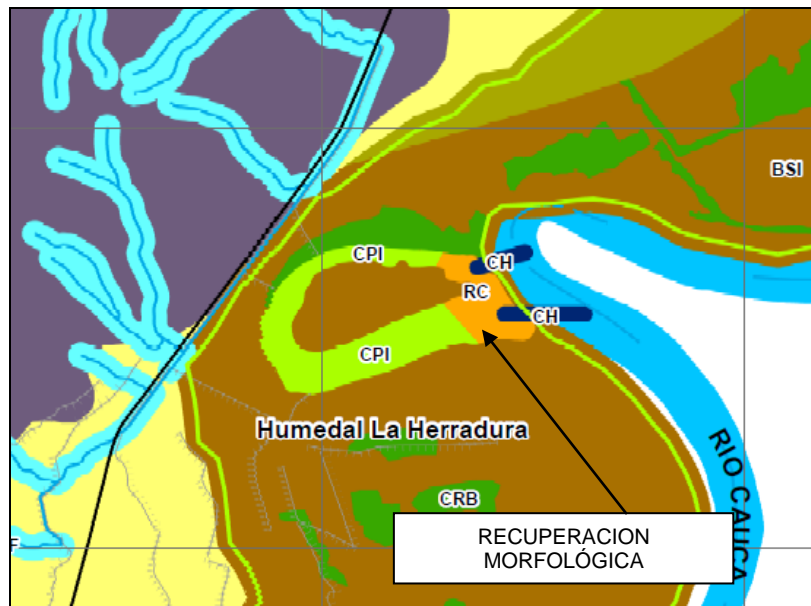 BSI
CPI
CH
RC
CH
CPI
Humedal La Herradura
RIO CAUCA
CRB
RECUPERACION
MORFOLÓGICA
F